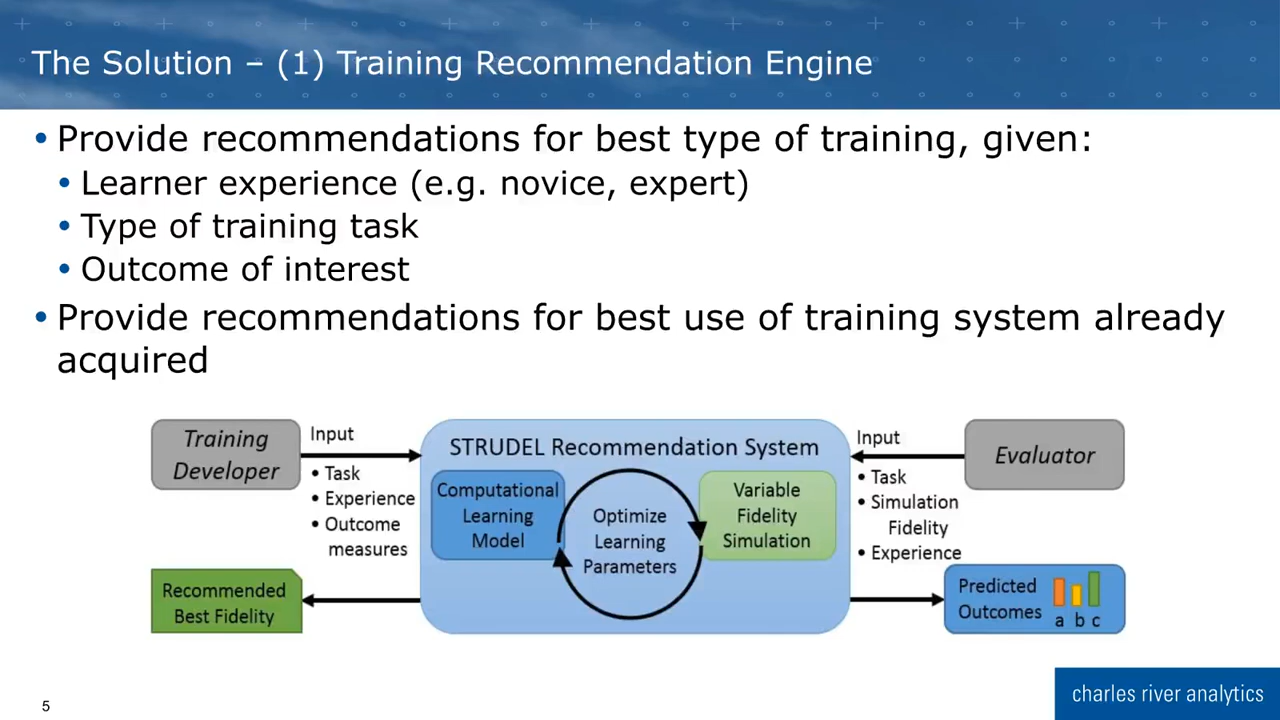 The Solution – (1) Training Recommendation Engine
• Provide recommendations for best type of training, given:
• Learner experience (e.g. novice, expert)
• Type of training task
• Outcome of interest
• Provide recommendations for best use of training system already
acquired
Training
Developer
Input
• Task
• Experience
• Outcome
measures
Recommended
Best Fidelity
STRUDEL Recommendation System
Computational
Learning
Model
Optimize
Learning
Parameters
Variable
Fidelity
Simulation
Input
• Task
• Simulation
Fidelity
• Experience
Evaluator
Predicted
Outcomes
a b c
5
charles river analytics